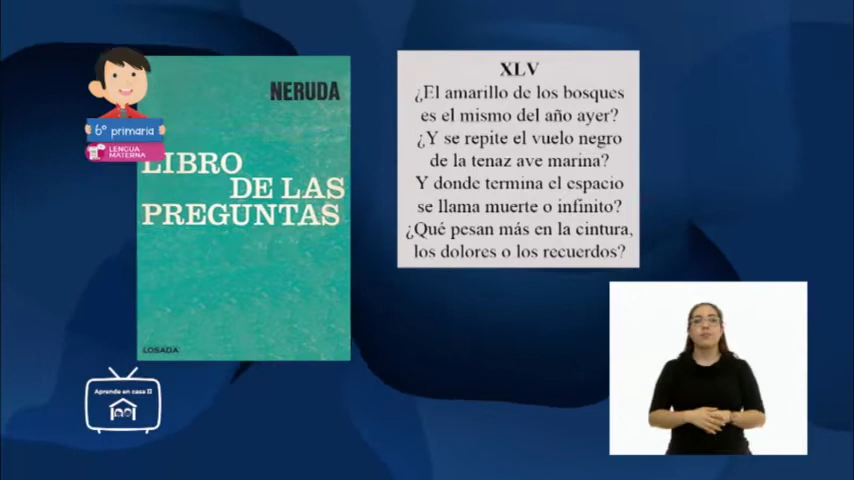 NERUDA
6º primaria
LENGUA
MATERNA
LIBRO
DE LAS
PREGUNTAS
LOSADA
XLV
¿El amarillo de los bosques
es el mismo del año ayer?
¿Y se repite el vuelo negro
de la tenaz ave marina?
Y donde termina el espacio
se llama muerte o infinito?
¿Qué pesan más en la cintura,
los dolores o los recuerdos?
Aprende en casa II